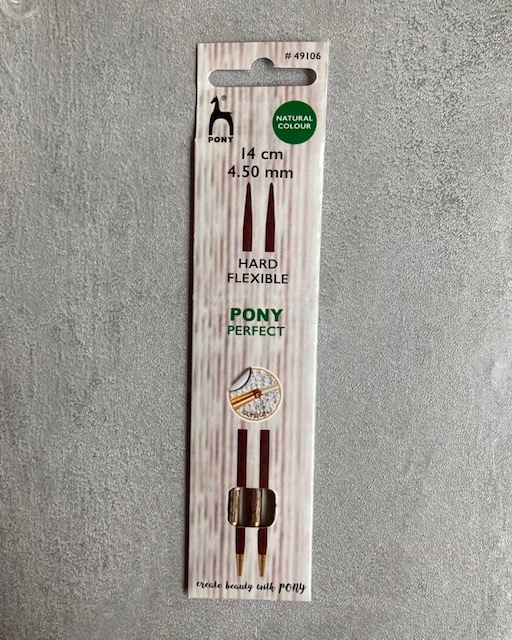 # 49106
®
PONY
NATURAL
COLOUR
14 cm
4.50 mm
HARD
FLEXIBLE
PONY
PERFECT
create beauty with PONY